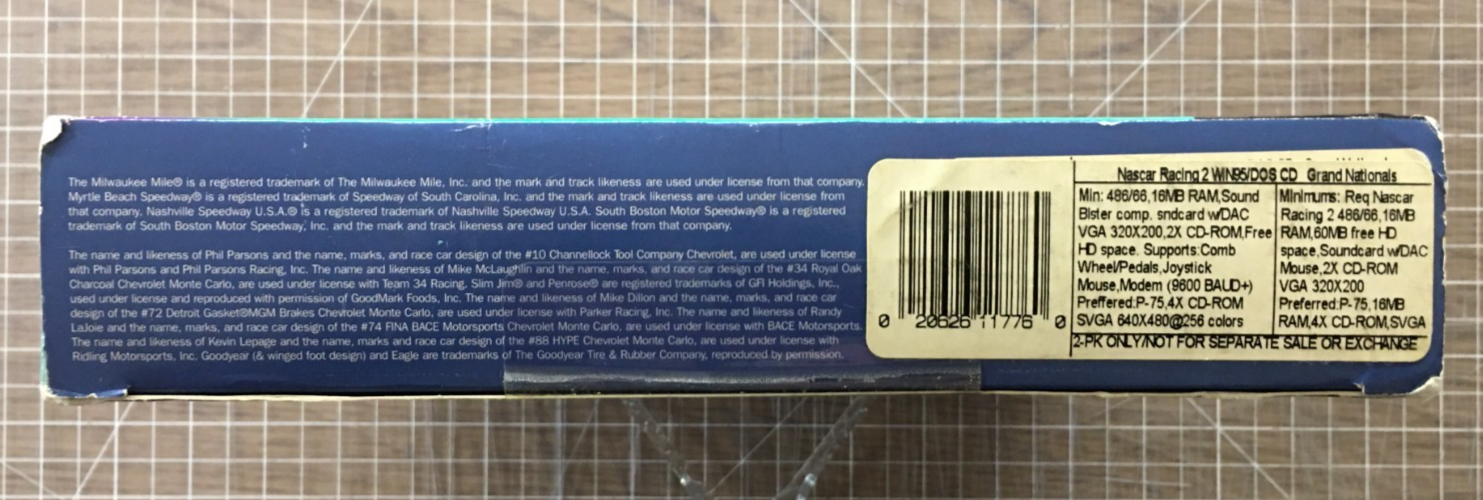 The Milwaukee Mile® is a registered trademark of The Milwaukee Mile, Inc. and the mark and track likeness are used under license from that company.
Myrtle Beach Speedway® is a registered trademark of Speedway of South Carolina, Inc. and the mark and track likeness are used under license from
that company. Nashville Speedway U.S.A.® is a registered trademark of Nashville Speedway U.S.A. South Boston Motor Speedway® is a registered
trademark of South Boston Motor Speedway, Inc. and the mark and track likeness are used under license from that company.
The name and likeness of Phil Parsons and the name, marks, and race car design of the #10 Channellock Tool Company Chevrolet, are used under license
with Phil Parsons and Phil Parsons Racing, Inc. The name and likeness of Mike McLaughlin and the name, marks, and race car design of the #34 Royal Oak
Charcoal Chevrolet Monte Carlo, are used under license with Team 34 Racing. Slim Jim® and Penrose® are registered trademarks of GFI Holdings, Inc.,
used under license and reproduced with permission of GoodMark Foods, Inc. The name and likeness of Mike Dillon and the name, marks, and race car
design of the #72 Detroit Gasket®MGM Brakes Chevrolet Monte Carlo, are used under license with Parker Racing, Inc. The name and likeness of Randy
LaJoie and the name, marks, and race car design of the #74 FINA BACE Motorsports Chevrolet Monte Carlo, are used under license with BACE Motorsports.
The name and likeness of Kevin Lepage and the name, marks and race car design of the #88 HYPE Chevrolet Monte Carlo, are used under license with
Ridling Motorsports, Inc. Goodyear (& winged foot design) and Eagle are trademarks of The Goodyear Tire & Rubber Company, reproduced by permission.
0 20626 11776 0
Nascar Racing 2 WIN95/DOS CD Grand Nationals
Min: 486/66,16MB RAM,Sound
Blster comp. sndcard w/DAC
VGA 320X200,2X CD-ROM,Free
HD space. Supports:Comb
Wheel/Pedals,Joystick
Mouse,Modem (9600 BAUD+)
Preffered:P-75,4X CD-ROM
SVGA 640X480@256 colors
Minimums: Req Nascar
Racing 2 486/66,16MB
RAM,60MB free HD
space,Soundcard w/DAC
Mouse,2X CD-ROM
VGA 320X200
Preferred:P-75,16MB
RAM,4X CD-ROM,SVGA
2-PK ONLY/NOT FOR SEPARATE SALE OR EXCHANGE